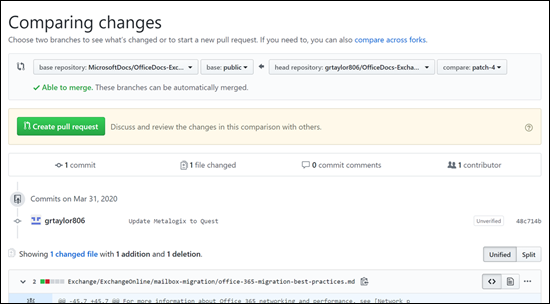 Comparing changes
Choose two branches to see what's changed or to start a new pull request. If you need to, you can also compare across forks.
base repository: MicrosoftDocs/OfficeDocs-Exc... base: public head repository: grtaylor806/OfficeDocs-Excha... compare: patch-4
Able to merge. These branches can be automatically merged.
Create pull request Discuss and review the changes in this comparison with others.
1 commit 1 file changed 0 commit comments 1 contributor
Commits on Mar 31, 2020
grtaylor806 Update Metalogix to Quest Unverified 48c714b
Showing 1 changed file with 1 addition and 1 deletion. Unified Split
2 Exchange/ExchangeOnline/mailbox-migration/office-365-migration-best-practices.md
@@ -45,7 +45,7 @@ For more information about Office 365 networking and performance, see [Network p